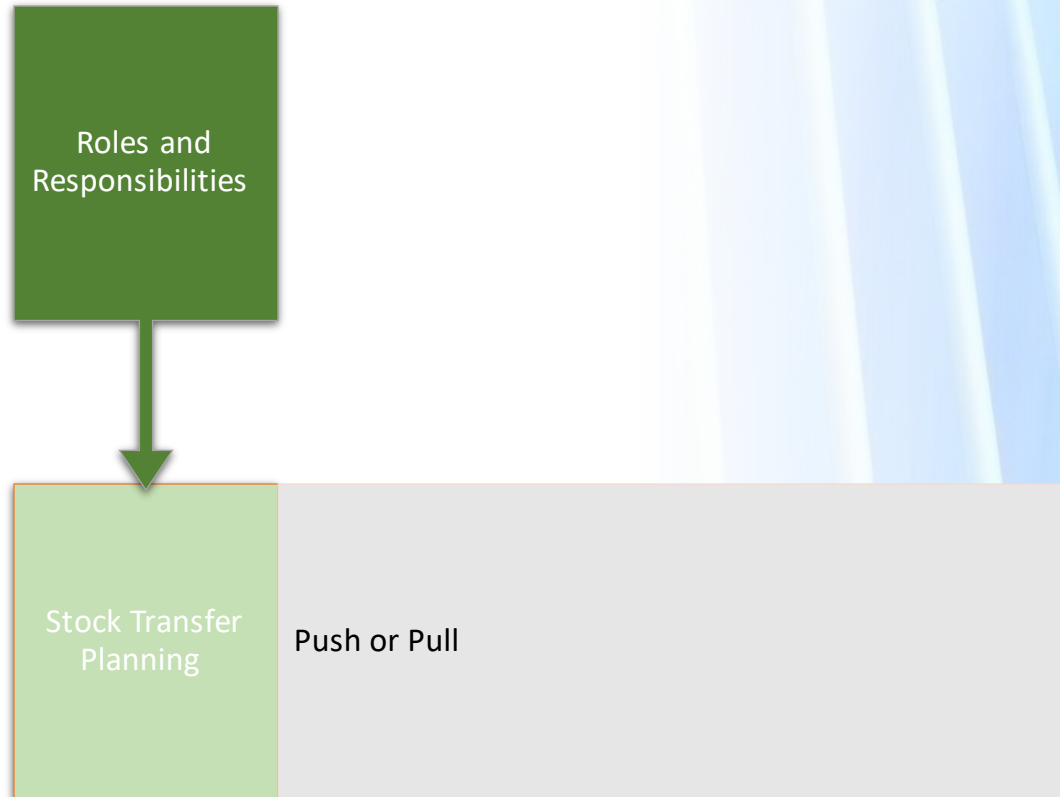 Roles and
Responsibilities
Stock Transfer
Planning
Push or Pull